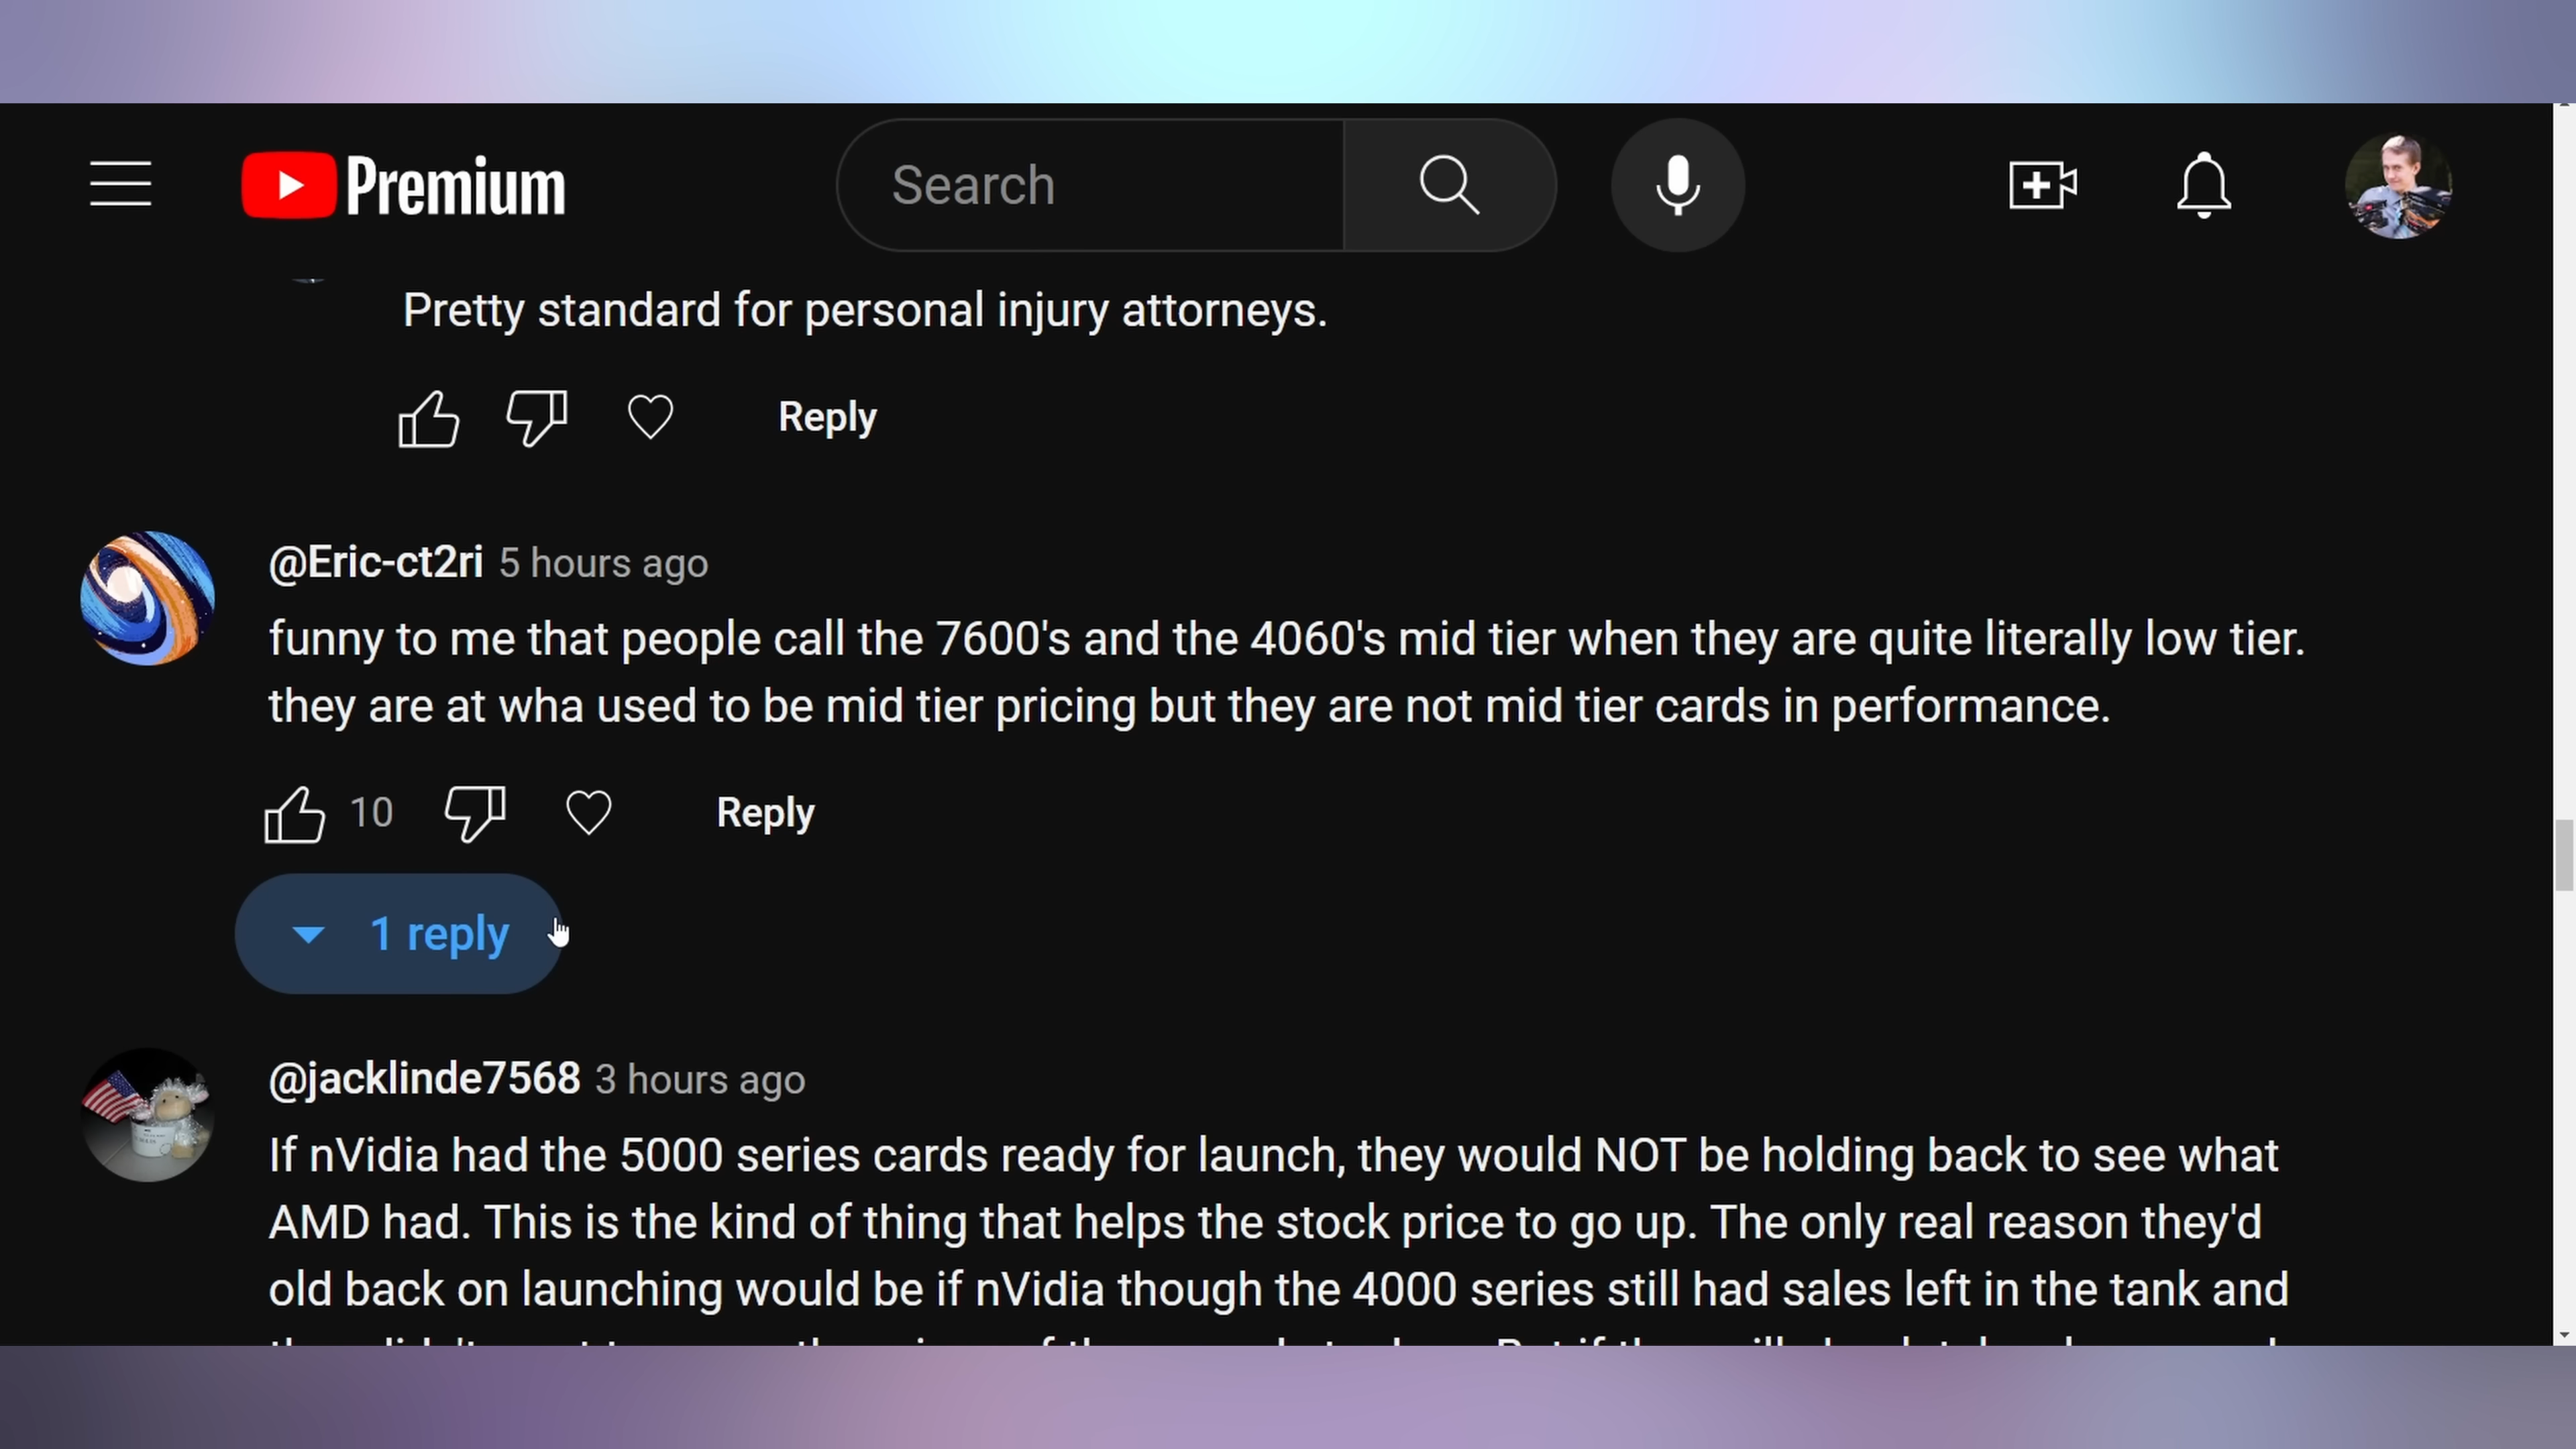 Premium
Search
Pretty standard for personal injury attorneys.
Reply
@Eric-ct2ri 5 hours ago
funny to me that people call the 7600's and the 4060's mid tier when they are quite literally low tier.
they are at wha used to be mid tier pricing but they are not mid tier cards in performance.
10 Reply
1 reply
@jacklinde7568 3 hours ago
If nVidia had the 5000 series cards ready for launch, they would NOT be holding back to see what
AMD had. This is the kind of thing that helps the stock price to go up. The only real reason they'd
old back on launching would be if nVidia though the 4000 series still had sales left in the tank and